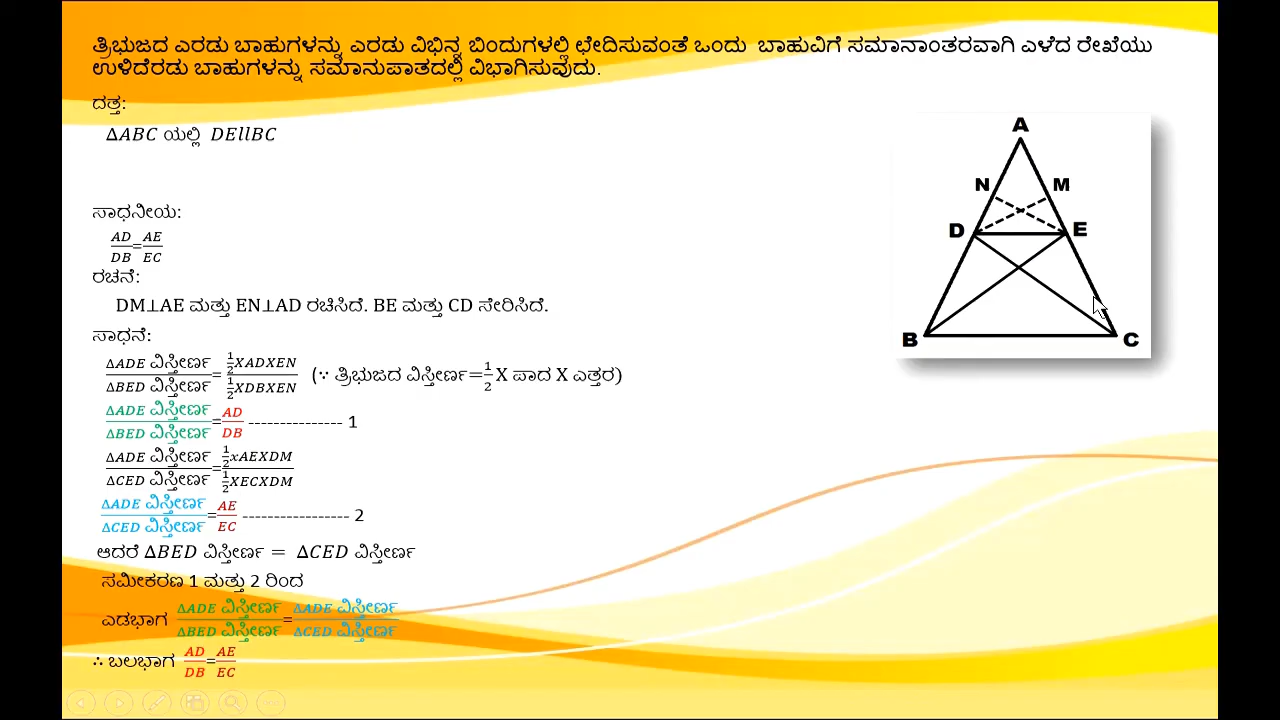 ತ್ರಿಭುಜದ ಎರಡು ಬಾಹುಗಳನ್ನು ಎರಡು ವಿಭಿನ್ನ ಬಿಂದುಗಳಲ್ಲಿ ಛೇದಿಸುವಂತೆ ಒಂದು ಬಾಹುವಿಗೆ ಸಮಾನಾಂತರವಾಗಿ ಎಳೆದ ರೇಖೆಯು
ಉಳಿದೆರಡು ಬಾಹುಗಳನ್ನು ಸಮಾನುಪಾತದಲ್ಲಿ ವಿಭಾಗಿಸುವುದು.
ದತ್ತ:
∆ABC ಯಲ್ಲಿ DEllBC
ಸಾಧನೀಯ:
AD/DB=AE/EC
ರಚನೆ:
DM⊥AE ಮತ್ತು EN⊥AD ರಚಿಸಿದೆ. BE ಮತ್ತು CD ಸೇರಿಸಿದೆ.
ಸಾಧನೆ:
∆ADE ವಿಸ್ತೀರ್ಣ/∆BED ವಿಸ್ತೀರ್ಣ=½XADXEN/½XDBXEN (∵ ತ್ರಿಭುಜದ ವಿಸ್ತೀರ್ಣ=½X ಪಾದ X ಎತ್ತರ)
∆ADE ವಿಸ್ತೀರ್ಣ/∆BED ವಿಸ್ತೀರ್ಣ=AD/DB --------------- 1
∆ADE ವಿಸ್ತೀರ್ಣ/∆CED ವಿಸ್ತೀರ್ಣ=½xAEXDM/½XECXDM
∆ADE ವಿಸ್ತೀರ್ಣ/∆CED ವಿಸ್ತೀರ್ಣ=AE/EC ----------------- 2
ಆದರೆ ∆BED ವಿಸ್ತೀರ್ಣ = ∆CED ವಿಸ್ತೀರ್ಣ
ಸಮೀಕರಣ 1 ಮತ್ತು 2 ರಿಂದ
ಎಡಭಾಗ ∆ADE ವಿಸ್ತೀರ್ಣ/∆BED ವಿಸ್ತೀರ್ಣ=∆ADE ವಿಸ್ತೀರ್ಣ/∆CED ವಿಸ್ತೀರ್ಣ
∴ ಬಲಭಾಗ AD/DB=AE/EC
A
N M
D E
B C